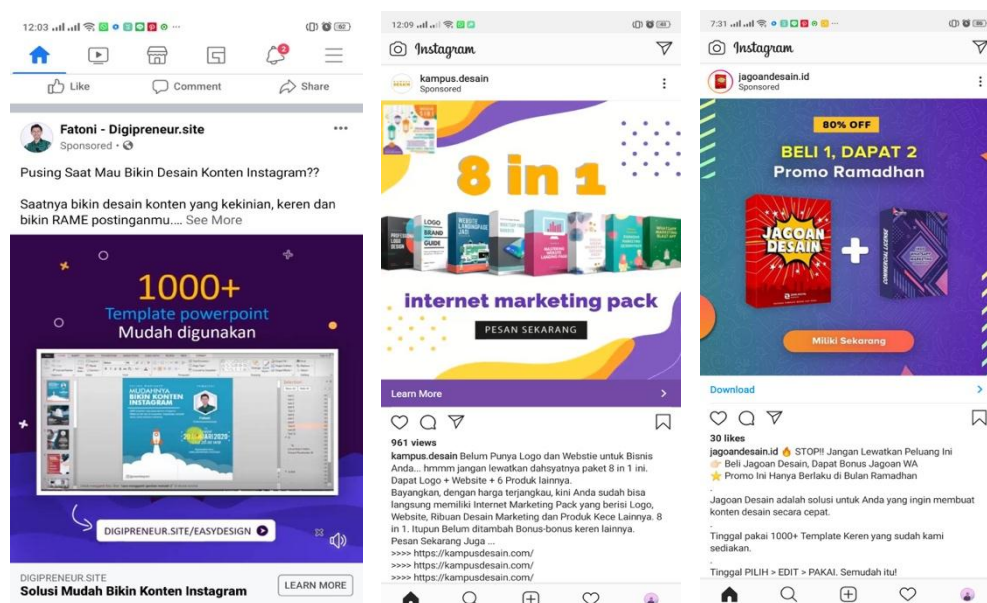 12:03
62
2
Like
Comment
Share
Fatoni - Digipreneur.site
Sponsored
Pusing Saat Mau Bikin Desain Konten Instagram??
Saatnya bikin desain konten yang kekinian, keren dan
bikin RAME postinganmu.... See More
1000+
Template powerpoint
Mudah digunakan
MUDAHNYA
BIKIN KONTEN
INSTAGRAM
DIGIPRENEUR.SITE/EASYDESIGN
DIGIPRENEUR.SITE
Solusi Mudah Bikin Konten Instagram
LEARN MORE
12:09
Instagram
kampus.desain
Sponsored
8 in 1
LOGO
BRAND
GUIDE
WEBSITE
LANDINGPAGE
JADI
internet marketing pack
PESAN SEKARANG
Learn More
961 views
kampus.desain Belum Punya Logo dan Webstie untuk Bisnis
Anda... hmmm jangan lewatkan dahsyatnya paket 8 in 1 ini.
Dapat Logo + Website + 6 Produk lainnya.
Bayangkan, dengan harga terjangkau, kini Anda sudah bisa
langsung memiliki Internet Marketing Pack yang berisi Logo,
Website, Ribuan Desain Marketing dan Produk Kece Lainnya. 8
in 1. Itupun Belum ditambah Bonus-bonus keren lainnya.
Pesan Sekarang Juga ...
>>>> https://kampusdesain.com/
>>>> https://kampusdesain.com/
>>>> https://kampusdesain.com/
7:31
Instagram
jagoandesain.id
Sponsored
80% OFF
BELI 1, DAPAT 2
Promo Ramadhan
JAGOAN
DESAIN
+
COMMERCIAL LICENSE
Miliki Sekarang
Download
30 likes
jagoandesain.id 🔥 STOP!! Jangan Lewatkan Peluang Ini
👉 Beli Jagoan Desain, Dapat Bonus Jagoan WA
⭐ Promo Ini Hanya Berlaku di Bulan Ramadhan
.
Jagoan Desain adalah solusi untuk Anda yang ingin membuat
konten desain secara cepat.
.
Tinggal pakai 1000+ Template Keren yang sudah kami
sediakan.
.
Tinggal PILIH > EDIT > PAKAI. Semudah itu!